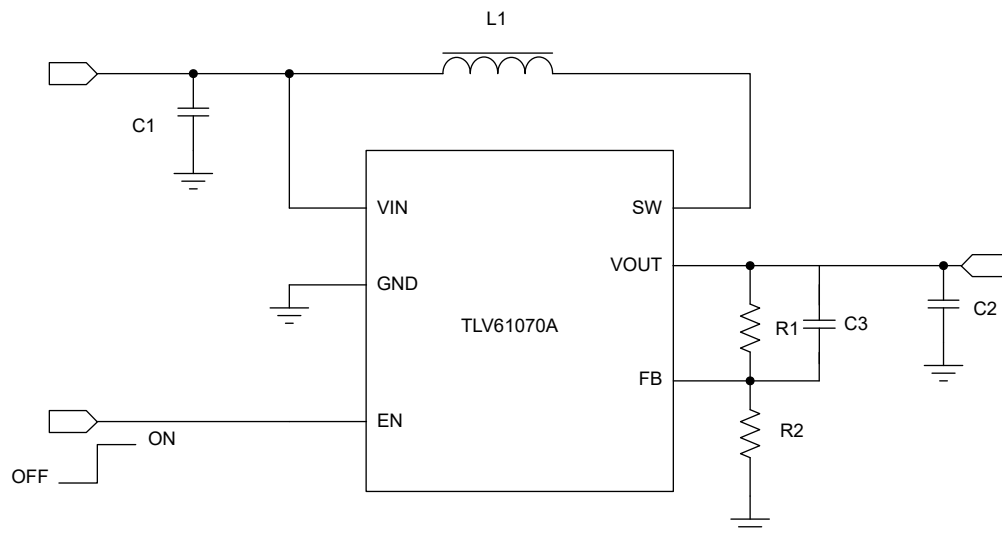 L1
C1
VIN
SW
VOUT
GND
TLV61070A
R1
C3
C2
FB
EN
R2
ON
OFF